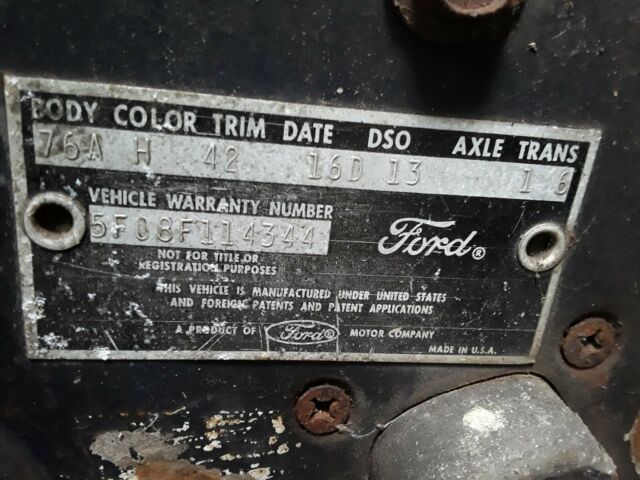 BODY COLOR TRIM DATE DSO AXLE TRANS
76A H 42 16D 13 1 6
VEHICLE WARRANTY NUMBER
5F08F114344
Ford®
NOT FOR TITLE OR
REGISTRATION PURPOSES
THIS VEHICLE IS MANUFACTURED UNDER UNITED STATES
AND FOREIGN PATENTS AND PATENT APPLICATIONS
A PRODUCT OF Ford® MOTOR COMPANY
MADE IN U.S.A.